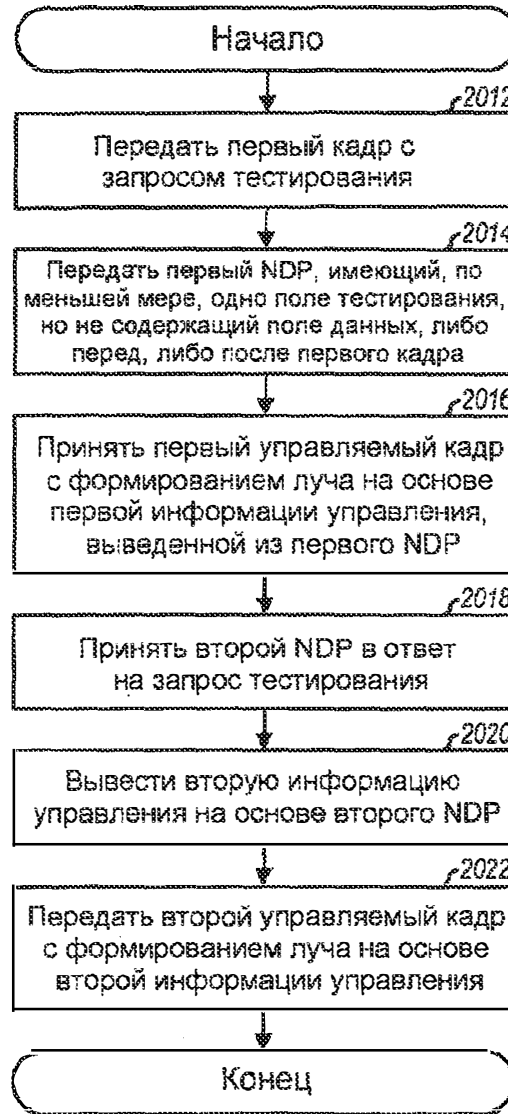 Начало
2012
Передать первый кадр с
запросом тестирования
2014
Передать первый NDP, имеющий, по
меньшей мере, одно поле тестирования,
но не содержащий поле данных, либо
перед, либо после первого кадра
2016
Принять первый управляемый кадр
с формированием луча на основе
первой информации управления,
выведенной из первого NDP
2018
Принять второй NDP в ответ
на запрос тестирования
2020
Вывести вторую информацию
управления на основе второго NDP
2022
Передать второй управляемый кадр
с формированием луча на основе
второй информации управления
Конец